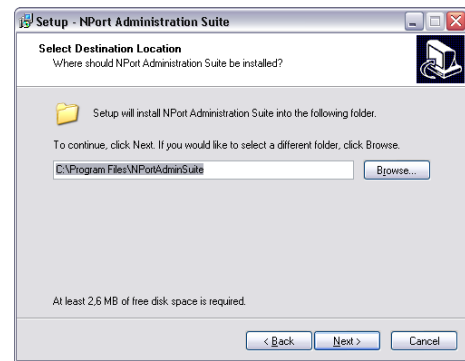 Setup - NPort Administration Suite
Select Destination Location
Where should NPort Administration Suite be installed?
Setup will install NPort Administration Suite into the following folder.
To continue, click Next. If you would like to select a different folder, click Browse.
C:\Program Files\NPortAdminSuite
Browse...
At least 2,6 MB of free disk space is required.
< Back
Next >
Cancel